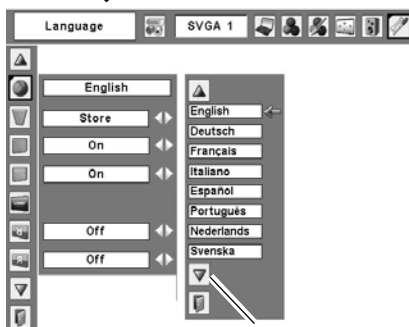 Language SVGA 1
English
Store
On
On
Off
Off
English
Deutsch
Français
Italiano
Español
Português
Nederlands
Svenska